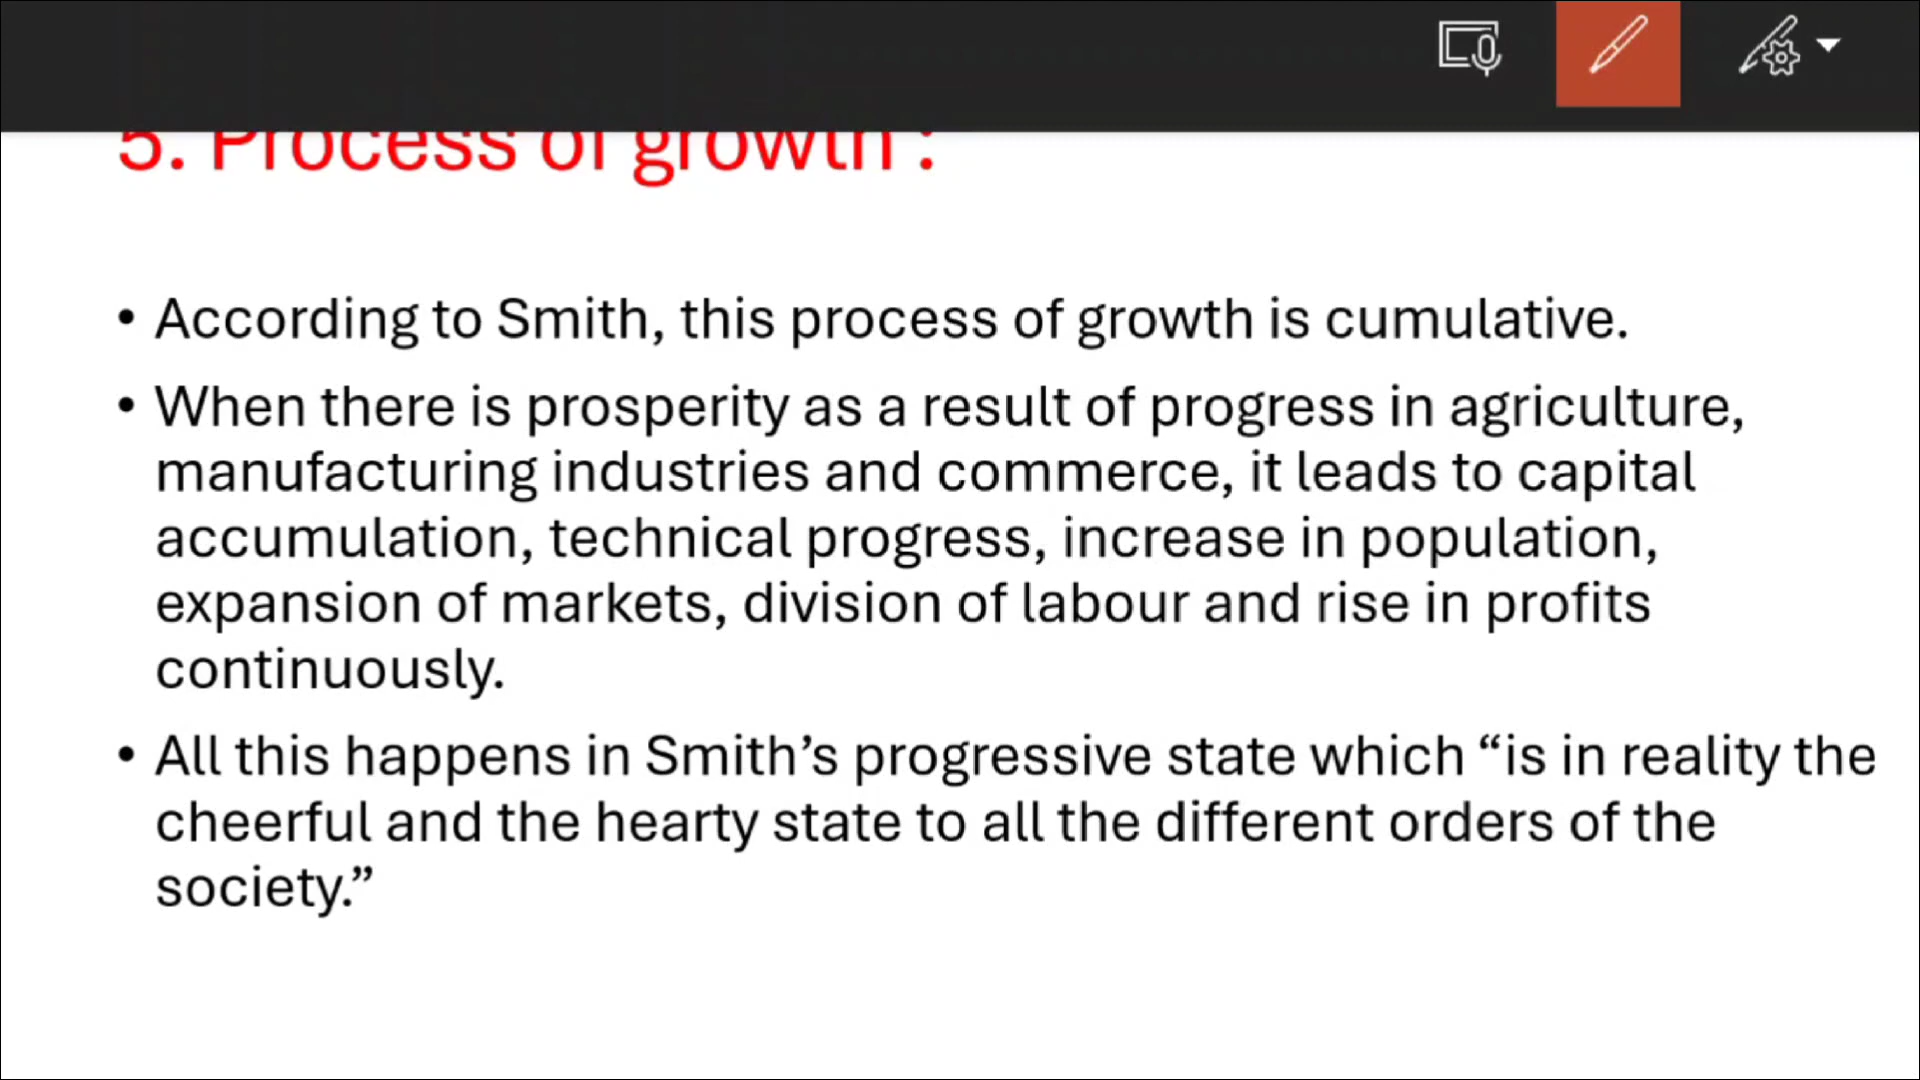 5. Process of growth :
• According to Smith, this process of growth is cumulative.
• When there is prosperity as a result of progress in agriculture,
manufacturing industries and commerce, it leads to capital
accumulation, technical progress, increase in population,
expansion of markets, division of labour and rise in profits
continuously.
• All this happens in Smith’s progressive state which “is in reality the
cheerful and the hearty state to all the different orders of the
society.”